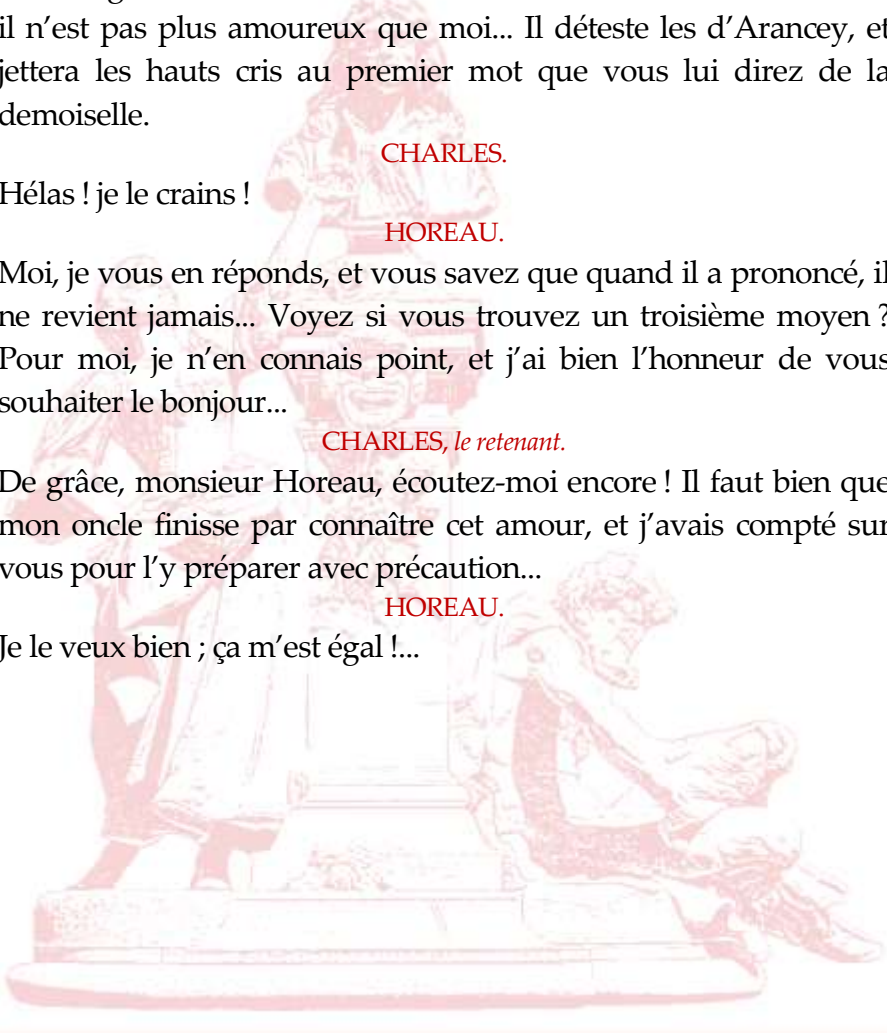 il n’est pas plus amoureux que moi... Il déteste les d’Arancey, et
jettera les hauts cris au premier mot que vous lui direz de la
demoiselle.
CHARLES.
Hélas ! je le crains !
HOREAU.
Moi, je vous en réponds, et vous savez que quand il a prononcé, il
ne revient jamais... Voyez si vous trouvez un troisième moyen ?
Pour moi, je n’en connais point, et j’ai bien l’honneur de vous
souhaiter le bonjour...
CHARLES, le retenant.
De grâce, monsieur Horeau, écoutez-moi encore ! Il faut bien que
mon oncle finisse par connaître cet amour, et j’avais compté sur
vous pour l’y préparer avec précaution...
HOREAU.
Je le veux bien ; ça m’est égal !...